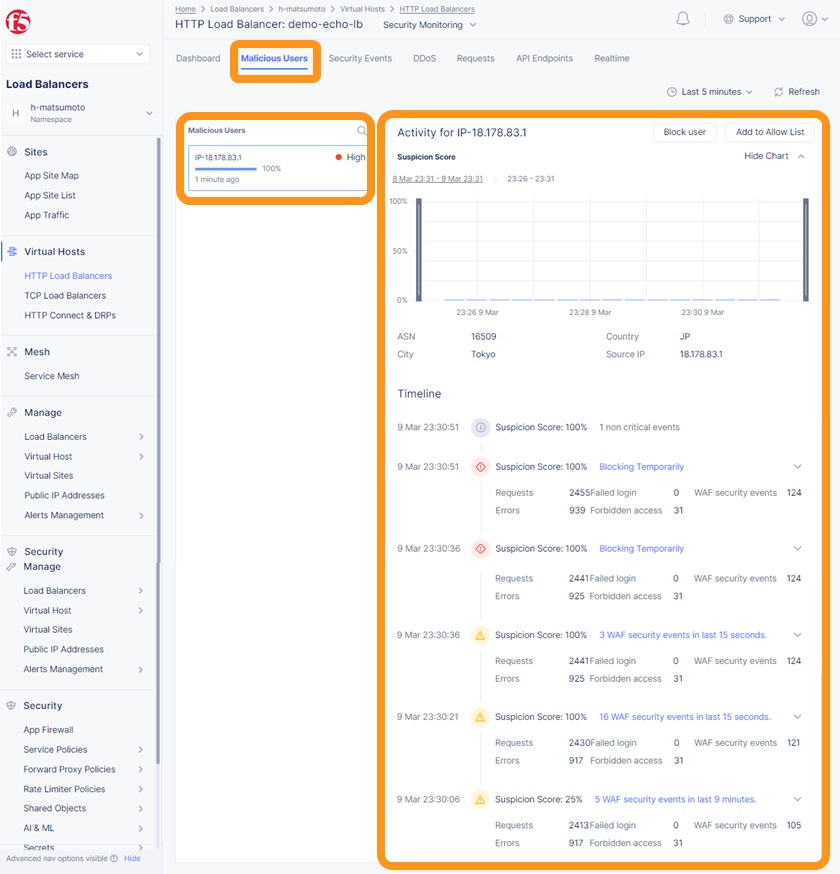 f5
Home > Load Balancers > h-matsumoto > Virtual Hosts > HTTP Load Balancers
HTTP Load Balancer: demo-echo-lb
Security Monitoring
Support
Select service
Load Balancers
H
h-matsumoto
Namespace
Sites
App Site Map
App Site List
App Traffic
Virtual Hosts
HTTP Load Balancers
TCP Load Balancers
HTTP Connect & DRPs
Mesh
Service Mesh
Manage
Load Balancers
Virtual Host
Virtual Sites
Public IP Addresses
Alerts Management
Security
Manage
Load Balancers
Virtual Host
Virtual Sites
Public IP Addresses
Alerts Management
Security
App Firewall
Service Policies
Forward Proxy Policies
Rate Limiter Policies
Shared Objects
AI & ML
Secrets
Advanced nav options visible Hide
Dashboard Malicious Users Security Events DDoS Requests API Endpoints Realtime
Last 5 minutes Refresh
Malicious Users
IP-18.178.83.1 High
100%
1 minute ago
Activity for IP-18.178.83.1 Block user Add to Allow List
Suspicion Score Hide Chart
8 Mar 23:31 - 9 Mar 23:31 > 23:26 - 23:31
100%
50%
0%
23:26 9 Mar 23:28 9 Mar 23:30 9 Mar
ASN 16509 Country JP
City Tokyo Source IP 18.178.83.1
Timeline
9 Mar 23:30:51 Suspicion Score: 100% 1 non critical events
9 Mar 23:30:51 Suspicion Score: 100% Blocking Temporarily
Requests 2455 Failed login 0 WAF security events 124
Errors 939 Forbidden access 31
9 Mar 23:30:36 Suspicion Score: 100% Blocking Temporarily
Requests 2441 Failed login 0 WAF security events 124
Errors 925 Forbidden access 31
9 Mar 23:30:36 Suspicion Score: 100% 3 WAF security events in last 15 seconds.
Requests 2441 Failed login 0 WAF security events 124
Errors 925 Forbidden access 31
9 Mar 23:30:21 Suspicion Score: 100% 16 WAF security events in last 15 seconds.
Requests 2430 Failed login 0 WAF security events 121
Errors 917 Forbidden access 31
9 Mar 23:30:06 Suspicion Score: 25% 5 WAF security events in last 9 minutes.
Requests 2413 Failed login 0 WAF security events 105
Errors 917 Forbidden access 31